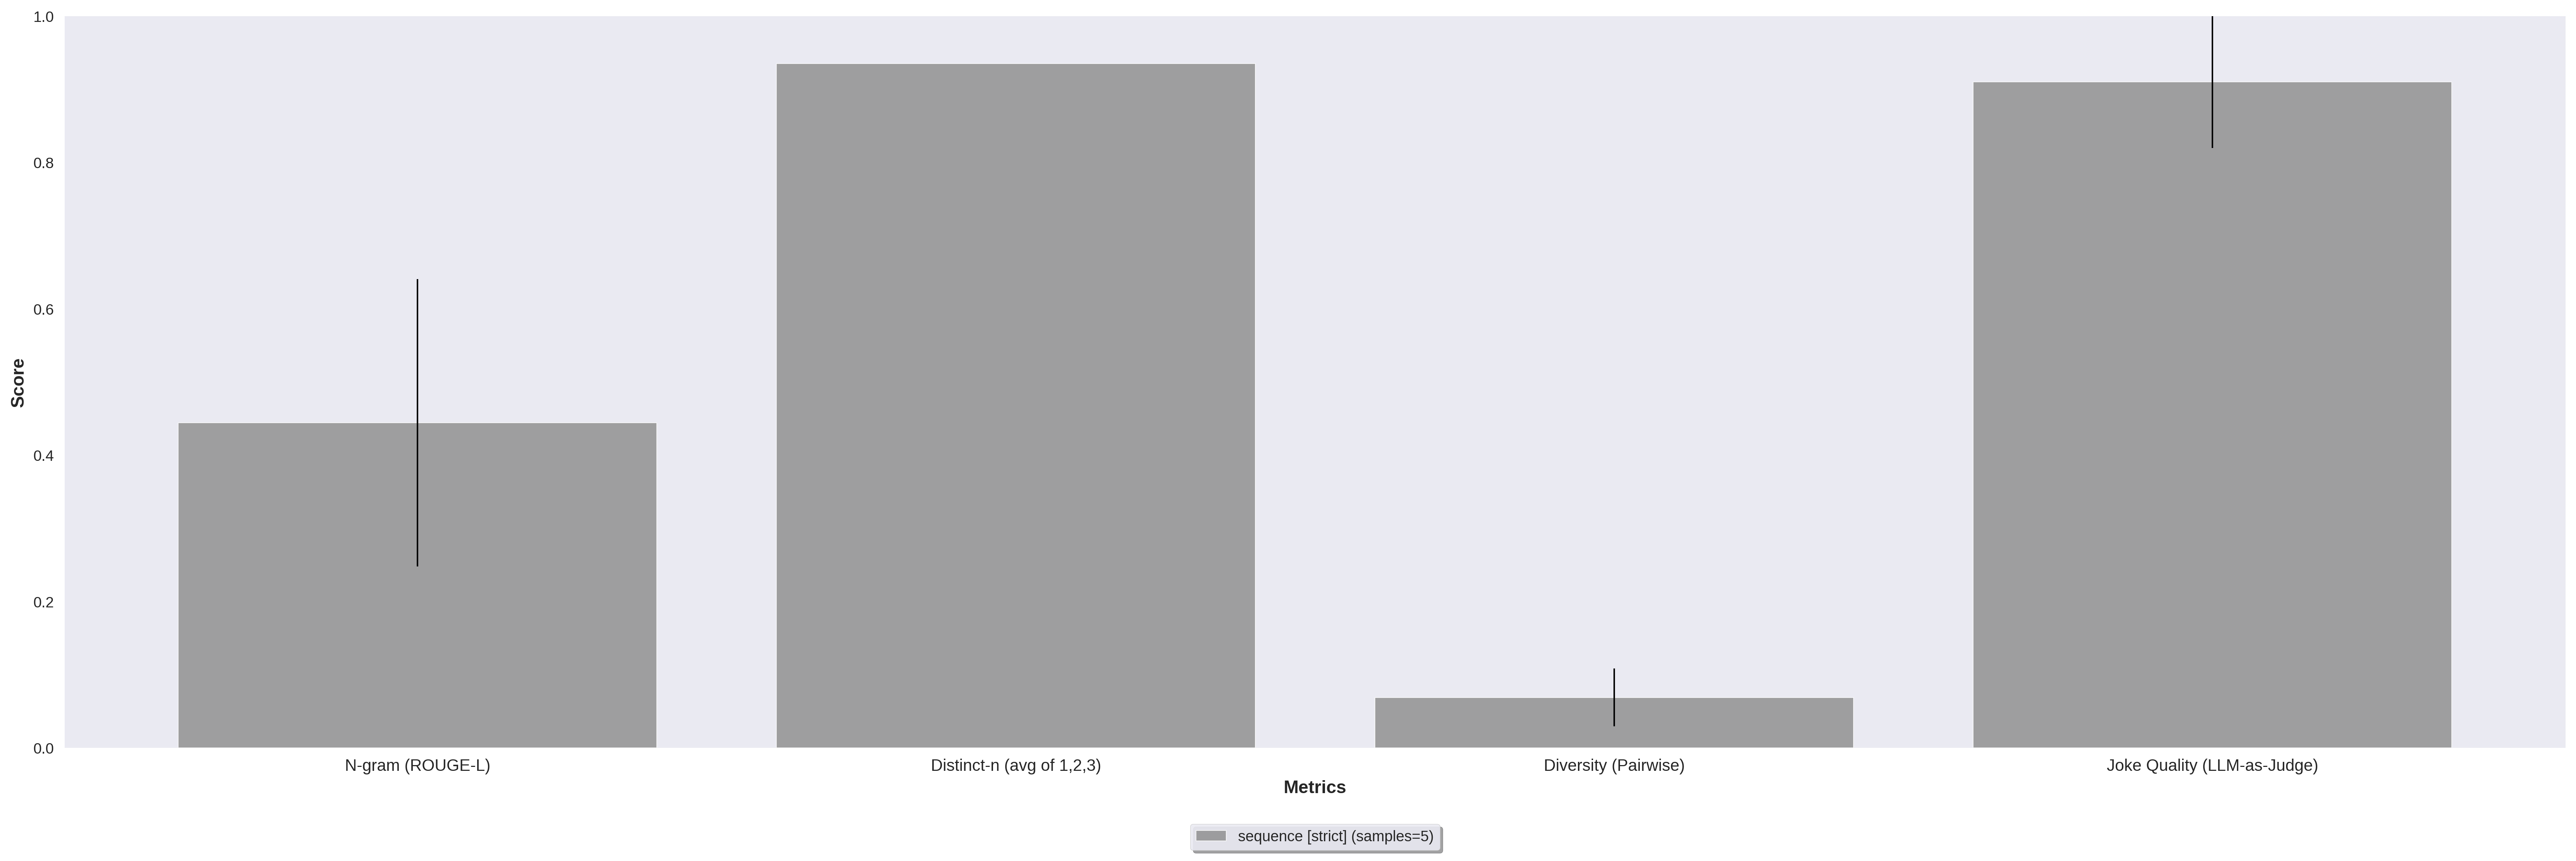 1.0
0.8
0.6
0.4
0.2
0.0
Score
N-gram (ROUGE-L)
Distinct-n (avg of 1,2,3)
Diversity (Pairwise)
Joke Quality (LLM-as-Judge)
Metrics
sequence [strict] (samples=5)